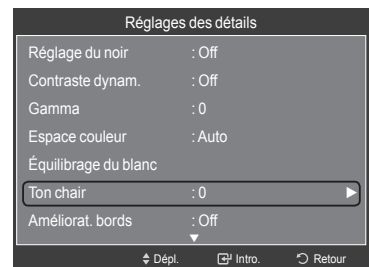 Réglages des détails
Réglage du noir : Off
Contraste dynam. : Off
Gamma : 0
Espace couleur : Auto
Équilibrage du blanc
Ton chair : 0
Améliorat. bords : Off
Dépl. Intro. Retour